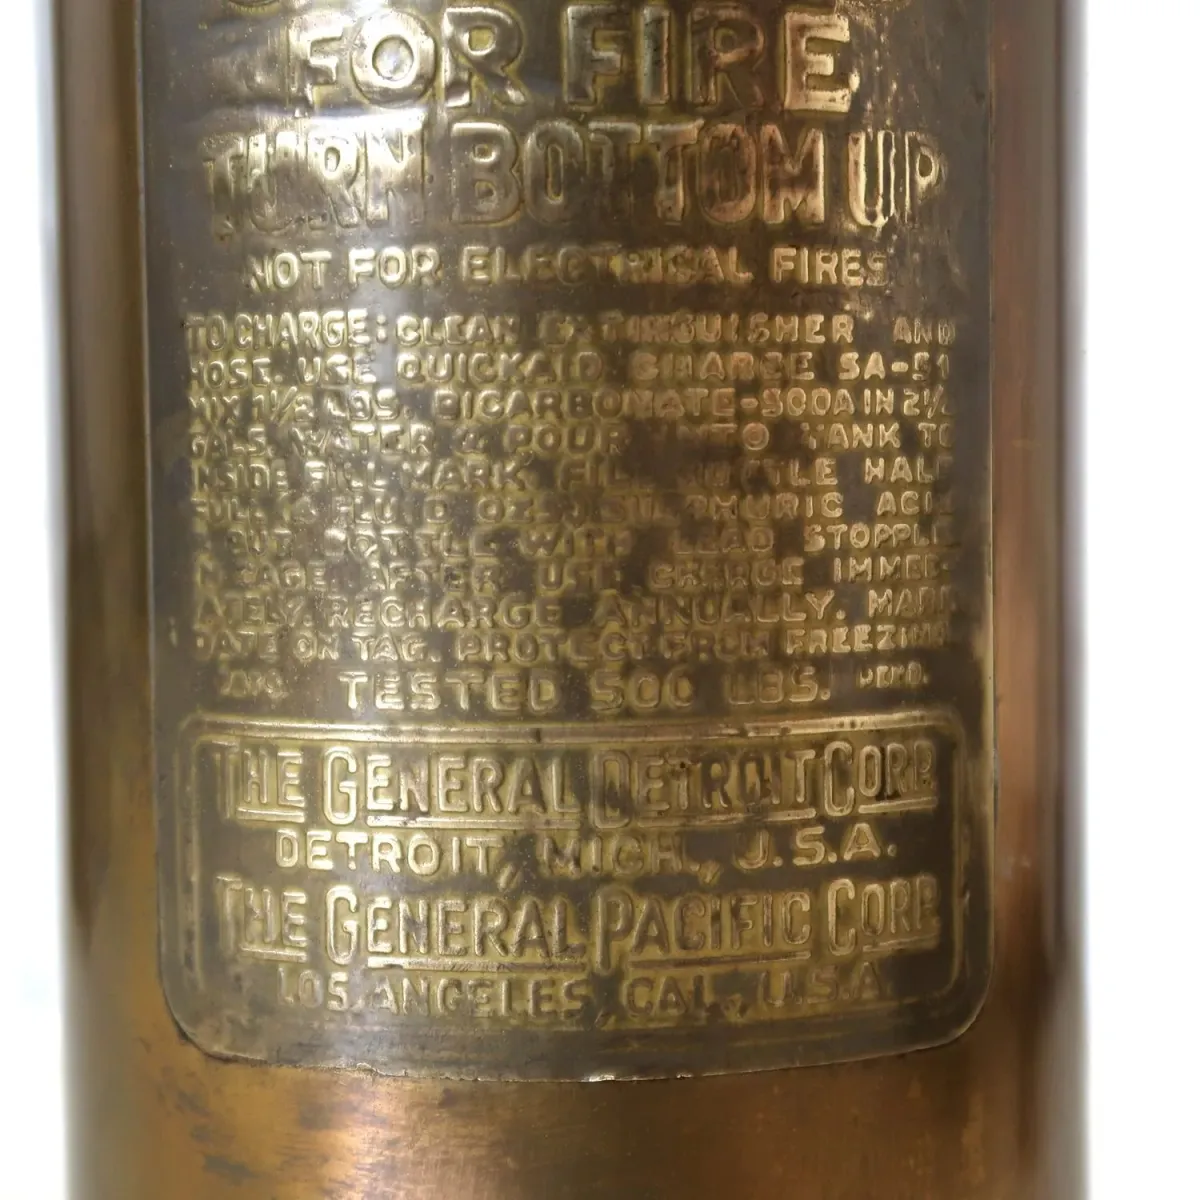 FOR FIRE
TURN BOTTOM UP
NOT FOR ELECTRICAL FIRES
TO CHARGE: CLEAN EXTINGUISHER AND
HOSE. USE QUICKAID CHARGE SA-51
MIX 1½ LBS. BICARBONATE-SODA IN 2½
GALS. WATER & POUR INTO TANK TO
INSIDE FILL MARK. FILL BOTTLE HALF
FULL (4 FLUID OZS.) SULPHURIC ACID
PUT BOTTLE WITH LEAD STOPPLE
IN CAGE. AFTER USE CHARGE IMMEDI-
ATELY. RECHARGE ANNUALLY. MARK
DATE ON TAG. PROTECT FROM FREEZING
TESTED 500 LBS.
THE GENERAL DETROIT CORP.
DETROIT, MICH., U.S.A.
THE GENERAL PACIFIC CORP.
LOS ANGELES, CAL., U.S.A.